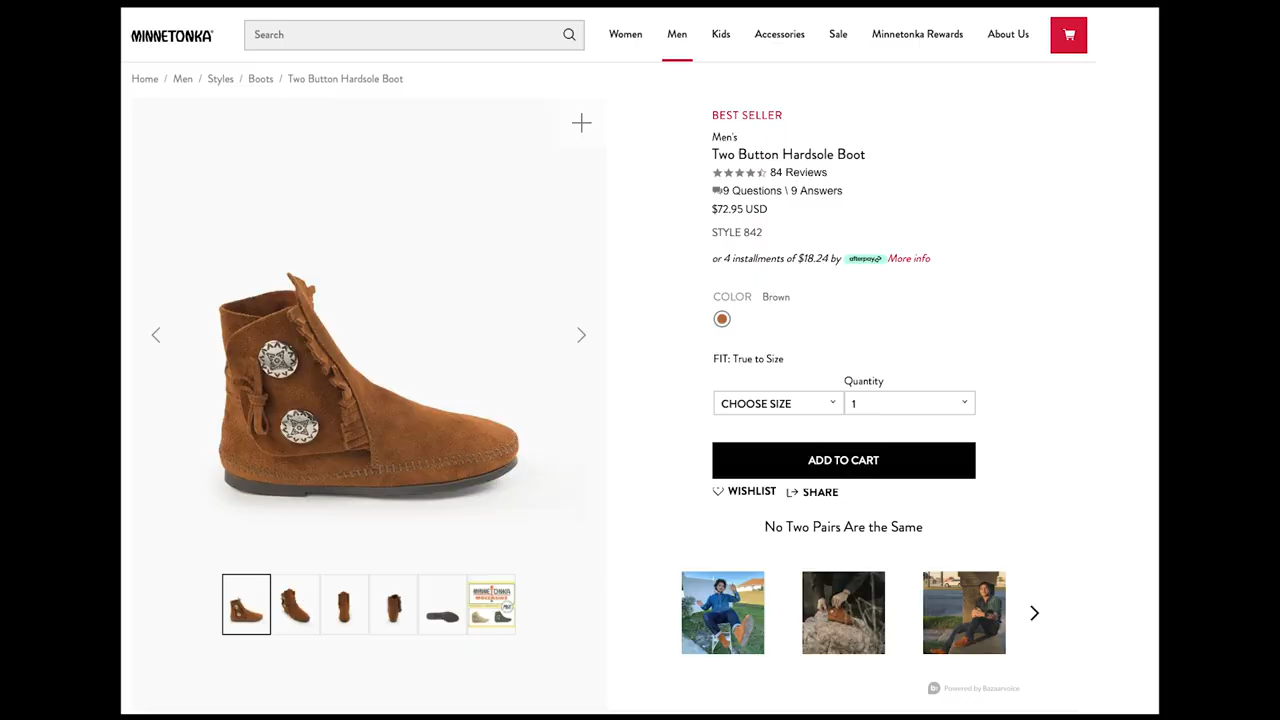 MINNETONKA
Search
Women
Men
Kids
Accessories
Sale
Minnetonka Rewards
About Us
Home / Men / Styles / Boots / Two Button Hardsole Boot
BEST SELLER
Men's
Two Button Hardsole Boot
84 Reviews
9 Questions \ 9 Answers
$72.95 USD
STYLE 842
or 4 installments of $18.24 by afterpay More info
COLOR Brown
FIT: True to Size
Quantity
CHOOSE SIZE
1
ADD TO CART
WISHLIST SHARE
No Two Pairs Are the Same
MINNETONKA
MOCCASINS
Powered by Bazaarvoice